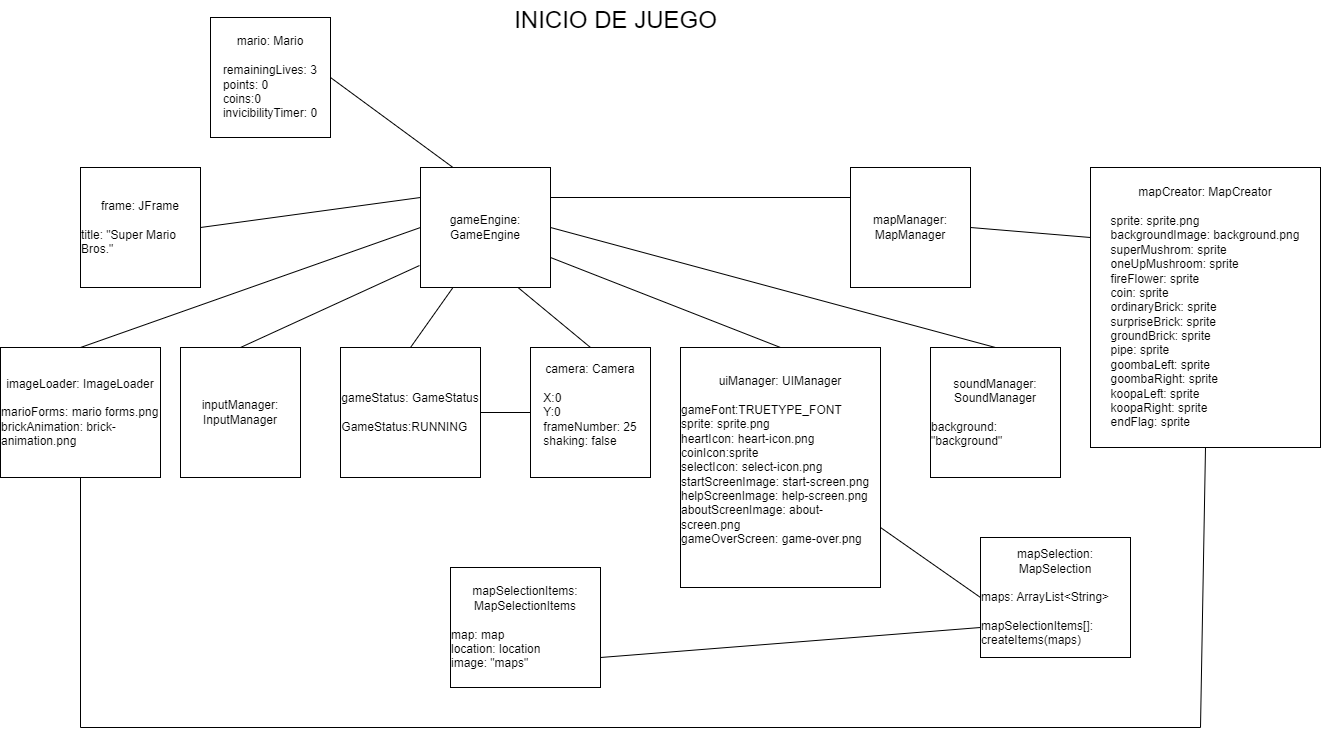 INICIO DE JUEGO
mario: Mario
remainingLives: 3
points: 0
coins:0
invicibilityTimer: 0
frame: JFrame
title: "Super Mario
Bros."
gameEngine:
GameEngine
mapManager:
MapManager
mapCreator: MapCreator
sprite: sprite.png
backgroundImage: background.png
superMushrom: sprite
oneUpMushroom: sprite
fireFlower: sprite
coin: sprite
ordinaryBrick: sprite
surpriseBrick: sprite
groundBrick: sprite
pipe: sprite
goombaLeft: sprite
goombaRight: sprite
koopaLeft: sprite
koopaRight: sprite
endFlag: sprite
imageLoader: ImageLoader
marioForms: mario forms.png
brickAnimation: brick-
animation.png
inputManager:
InputManager
gameStatus: GameStatus
GameStatus:RUNNING
camera: Camera
X:0
Y:0
frameNumber: 25
shaking: false
uiManager: UIManager
gameFont:TRUETYPE_FONT
sprite: sprite.png
heartIcon: heart-icon.png
coinIcon:sprite
selectIcon: select-icon.png
startScreenImage: start-screen.png
helpScreenImage: help-screen.png
aboutScreenImage: about-
screen.png
gameOverScreen: game-over.png
soundManager:
SoundManager
background:
"background"
mapSelectionItems:
MapSelectionItems
map: map
location: location
image: "maps"
mapSelection:
MapSelection
maps: ArrayList<String>
mapSelectionItems[]:
createItems(maps)